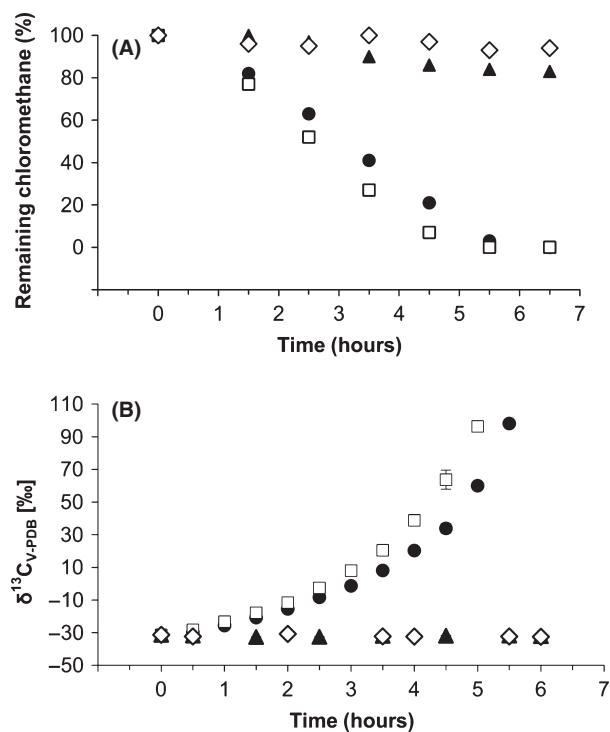 (A)
Remaining chloromethane (%)
100
80
60
40
20
0
0 1 2 3 4 5 6 7
Time (hours)
(B)
δ¹³C V-PDB [‰]
110
90
70
50
30
10
−10
−30
−50
0 1 2 3 4 5 6 7
Time (hours)